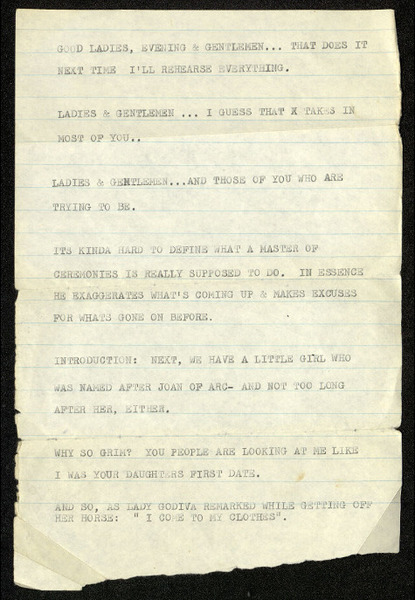 GOOD LADIES, EVENING & GENTLEMEN... THAT DOES IT
NEXT TIME I'LL REHEARSE EVERYTHING.
LADIES & GENTLEMEN ... I GUESS THAT X TAKES IN
MOST OF YOU..
LADIES & GENTLEMEN...AND THOSE OF YOU WHO ARE
TRYING TO BE.
ITS KINDA HARD TO DEFINE WHAT A MASTER OF
CEREMONIES IS REALLY SUPPOSED TO DO. IN ESSENCE
HE EXAGGERATES WHAT'S COMING UP & MAKES EXCUSES
FOR WHATS GONE ON BEFORE.
INTRODUCTION: NEXT, WE HAVE A LITTLE GIRL WHO
WAS NAMED AFTER JOAN OF ARC- AND NOT TOO LONG
AFTER HER, EITHER.
WHY SO GRIM? YOU PEOPLE ARE LOOKING AT ME LIKE
I WAS YOUR DAUGHTERS FIRST DATE.
AND SO, AS LADY GODIVA REMARKED WHILE GETTING OFF
HER HORSE: " I COME TO MY CLOTHES".